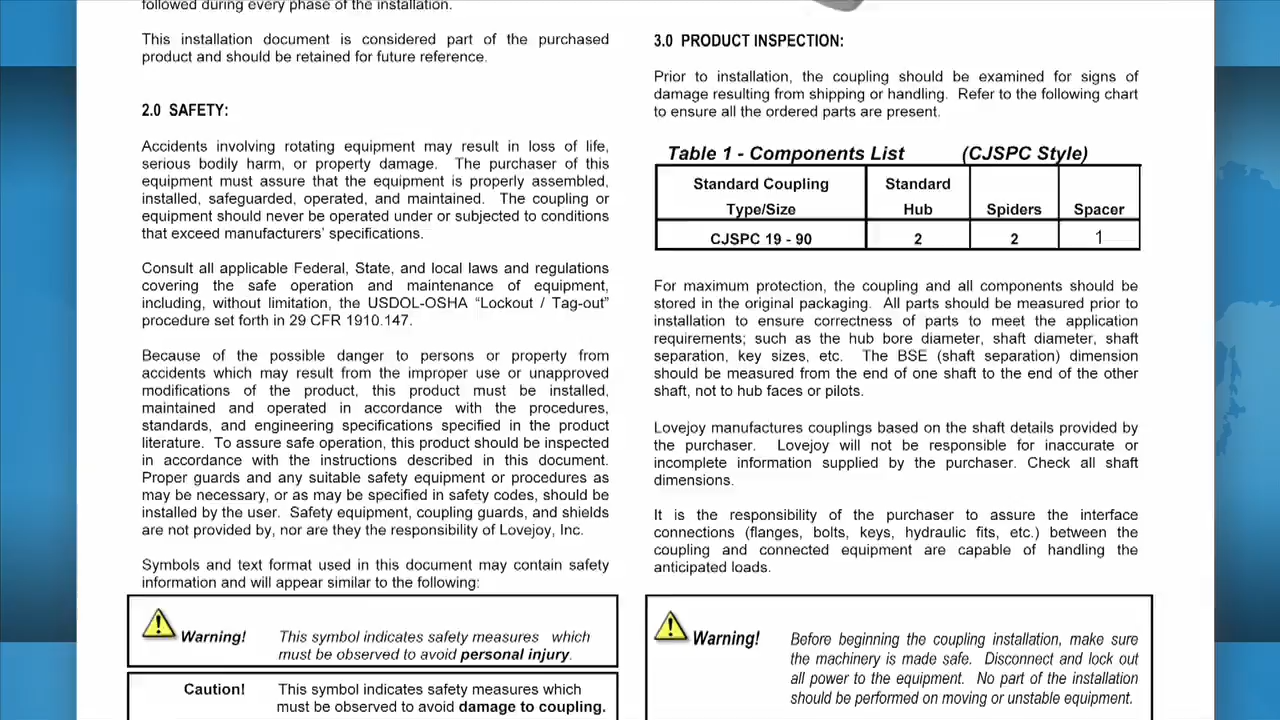 followed during every phase of the installation.
This installation document is considered part of the purchased
product and should be retained for future reference.
2.0 SAFETY:
Accidents involving rotating equipment may result in loss of life,
serious bodily harm, or property damage. The purchaser of this
equipment must assure that the equipment is properly assembled,
installed, safeguarded, operated, and maintained. The coupling or
equipment should never be operated under or subjected to conditions
that exceed manufacturers' specifications.
Consult all applicable Federal, State, and local laws and regulations
covering the safe operation and maintenance of equipment,
including, without limitation, the USDOL-OSHA “Lockout / Tag-out”
procedure set forth in 29 CFR 1910.147.
Because of the possible danger to persons or property from
accidents which may result from the improper use or unapproved
modifications of the product, this product must be installed,
maintained and operated in accordance with the procedures,
standards, and engineering specifications specified in the product
literature. To assure safe operation, this product should be inspected
in accordance with the instructions described in this document.
Proper guards and any suitable safety equipment or procedures as
may be necessary, or as may be specified in safety codes, should be
installed by the user. Safety equipment, coupling guards, and shields
are not provided by, nor are they the responsibility of Lovejoy, Inc.
Symbols and text format used in this document may contain safety
information and will appear similar to the following:
Warning! This symbol indicates safety measures which
must be observed to avoid personal injury.
Caution! This symbol indicates safety measures which
must be observed to avoid damage to coupling.
3.0 PRODUCT INSPECTION:
Prior to installation, the coupling should be examined for signs of
damage resulting from shipping or handling. Refer to the following chart
to ensure all the ordered parts are present.
Table 1 - Components List (CJSPC Style)
Standard Coupling Standard
Type/Size Hub Spiders Spacer
CJSPC 19 - 90 2 2 1
For maximum protection, the coupling and all components should be
stored in the original packaging. All parts should be measured prior to
installation to ensure correctness of parts to meet the application
requirements; such as the hub bore diameter, shaft diameter, shaft
separation, key sizes, etc. The BSE (shaft separation) dimension
should be measured from the end of one shaft to the end of the other
shaft, not to hub faces or pilots.
Lovejoy manufactures couplings based on the shaft details provided by
the purchaser. Lovejoy will not be responsible for inaccurate or
incomplete information supplied by the purchaser. Check all shaft
dimensions.
It is the responsibility of the purchaser to assure the interface
connections (flanges, bolts, keys, hydraulic fits, etc.) between the
coupling and connected equipment are capable of handling the
anticipated loads.
Warning! Before beginning the coupling installation, make sure
the machinery is made safe. Disconnect and lock out
all power to the equipment. No part of the installation
should be performed on moving or unstable equipment.